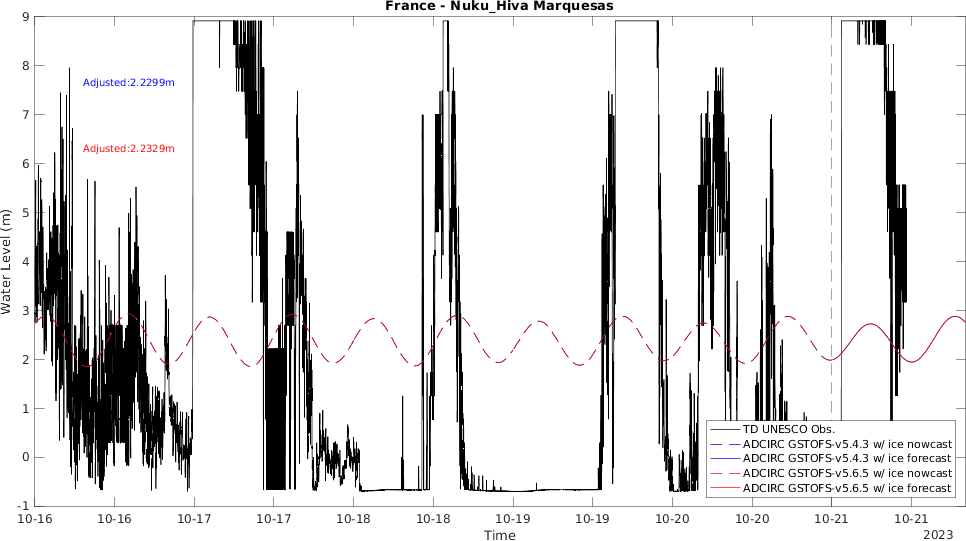 France - Nuku_Hiva Marquesas
9
8
7
6
5
4
3
2
1
0
-1
Water Level (m)
Adjusted:2.2299m
Adjusted:2.2329m
TD UNESCO Obs.
ADCIRC GSTOFS-v5.4.3 w/ ice nowcast
ADCIRC GSTOFS-v5.4.3 w/ ice forecast
ADCIRC GSTOFS-v5.6.5 w/ ice nowcast
ADCIRC GSTOFS-v5.6.5 w/ ice forecast
10-16 10-16 10-17 10-17 10-18 10-18 10-19 10-19 10-20 10-20 10-21 10-21
Time
2023